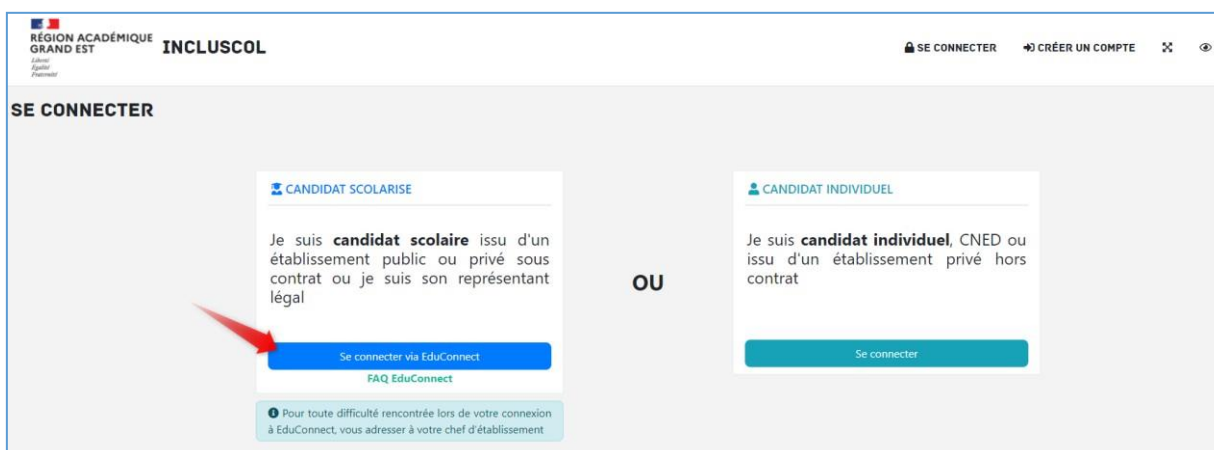 RÉGION ACADÉMIQUE
GRAND EST
Liberté
Égalité
Fraternité
INCLUSCOL
SE CONNECTER
CRÉER UN COMPTE
SE CONNECTER
CANDIDAT SCOLARISE
Je suis candidat scolaire issu d'un
établissement public ou privé sous
contrat ou je suis son représentant
légal
Se connecter via EduConnect
FAQ EduConnect
Pour toute difficulté rencontrée lors de votre connexion
à EduConnect, vous adresser à votre chef d'établissement
OU
CANDIDAT INDIVIDUEL
Je suis candidat individuel, CNED ou
issu d'un établissement privé hors
contrat
Se connecter